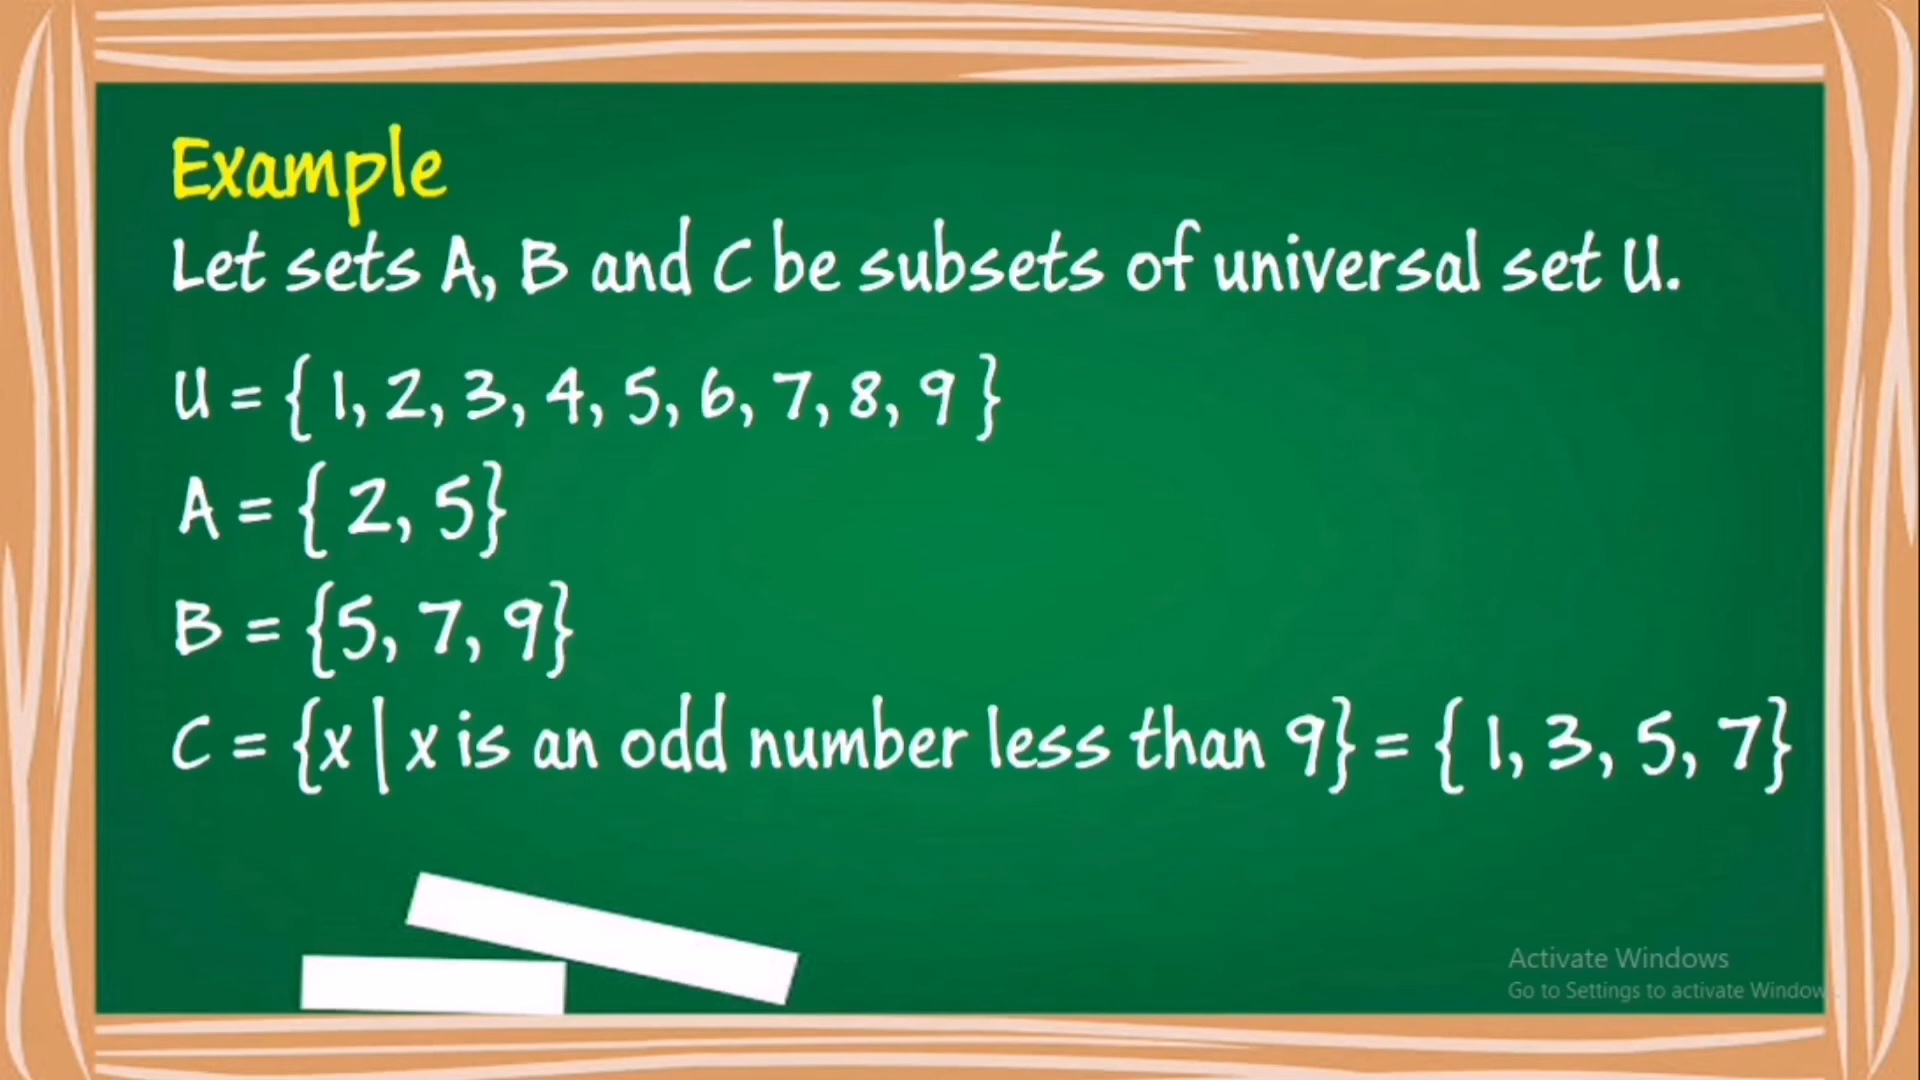 Example
Let sets A, B and C be subsets of universal set U.
U = { 1, 2, 3, 4, 5, 6, 7, 8, 9 }
A = { 2, 5}
B = {5, 7, 9}
C = {x | x is an odd number less than 9} = { 1, 3, 5, 7}
Activate Windows
Go to Settings to activate Window